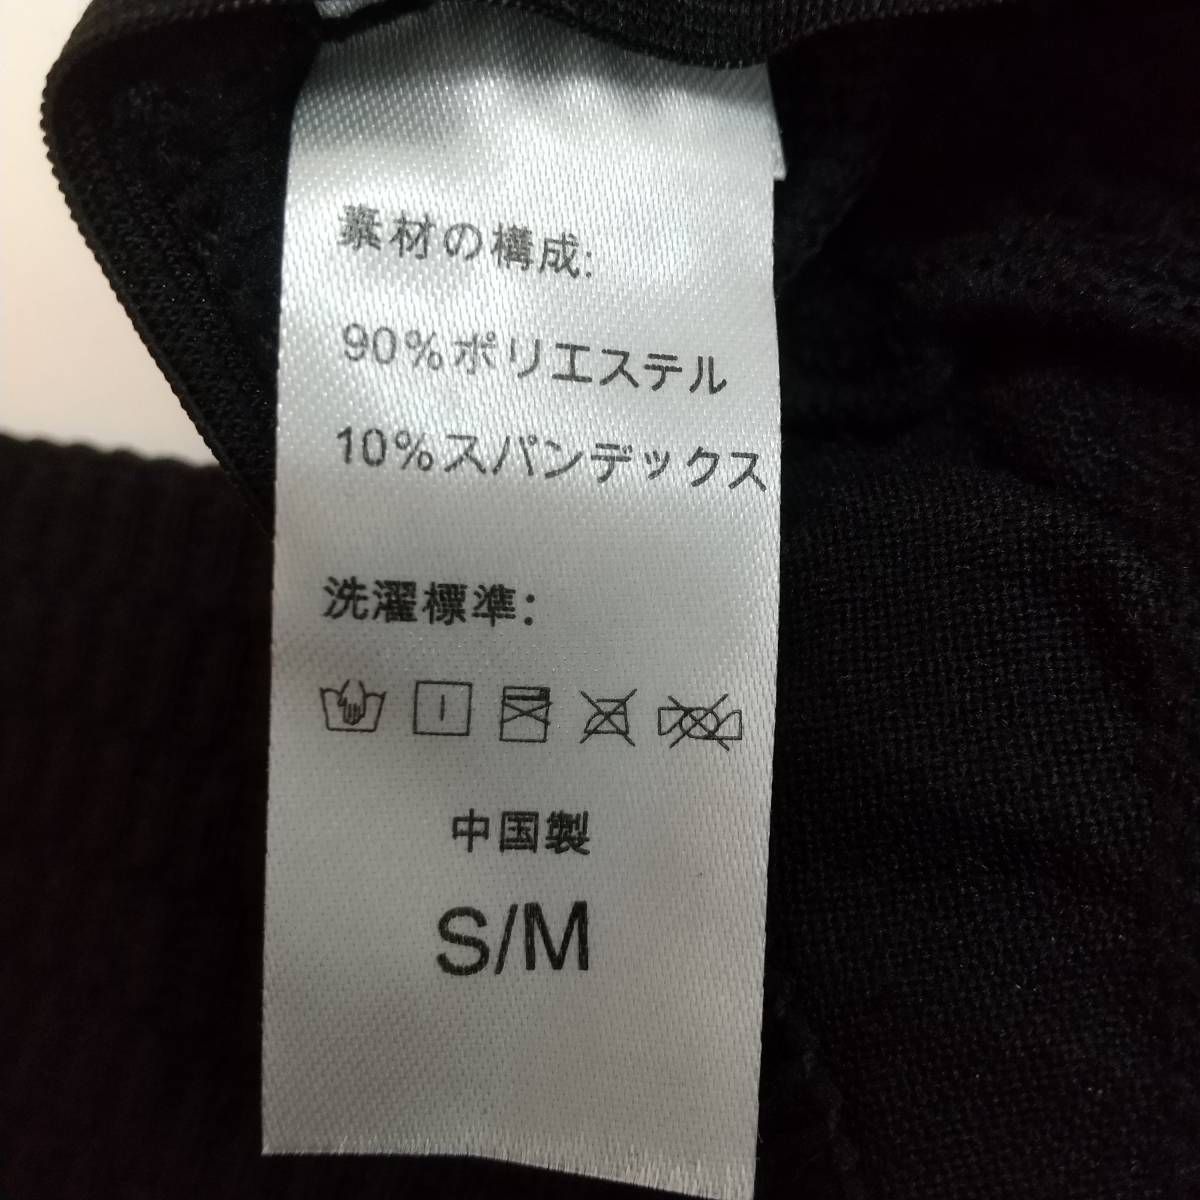 素材の構成:
90%ポリエステル
10%スパンデックス
洗濯標準:
中国製
S/M